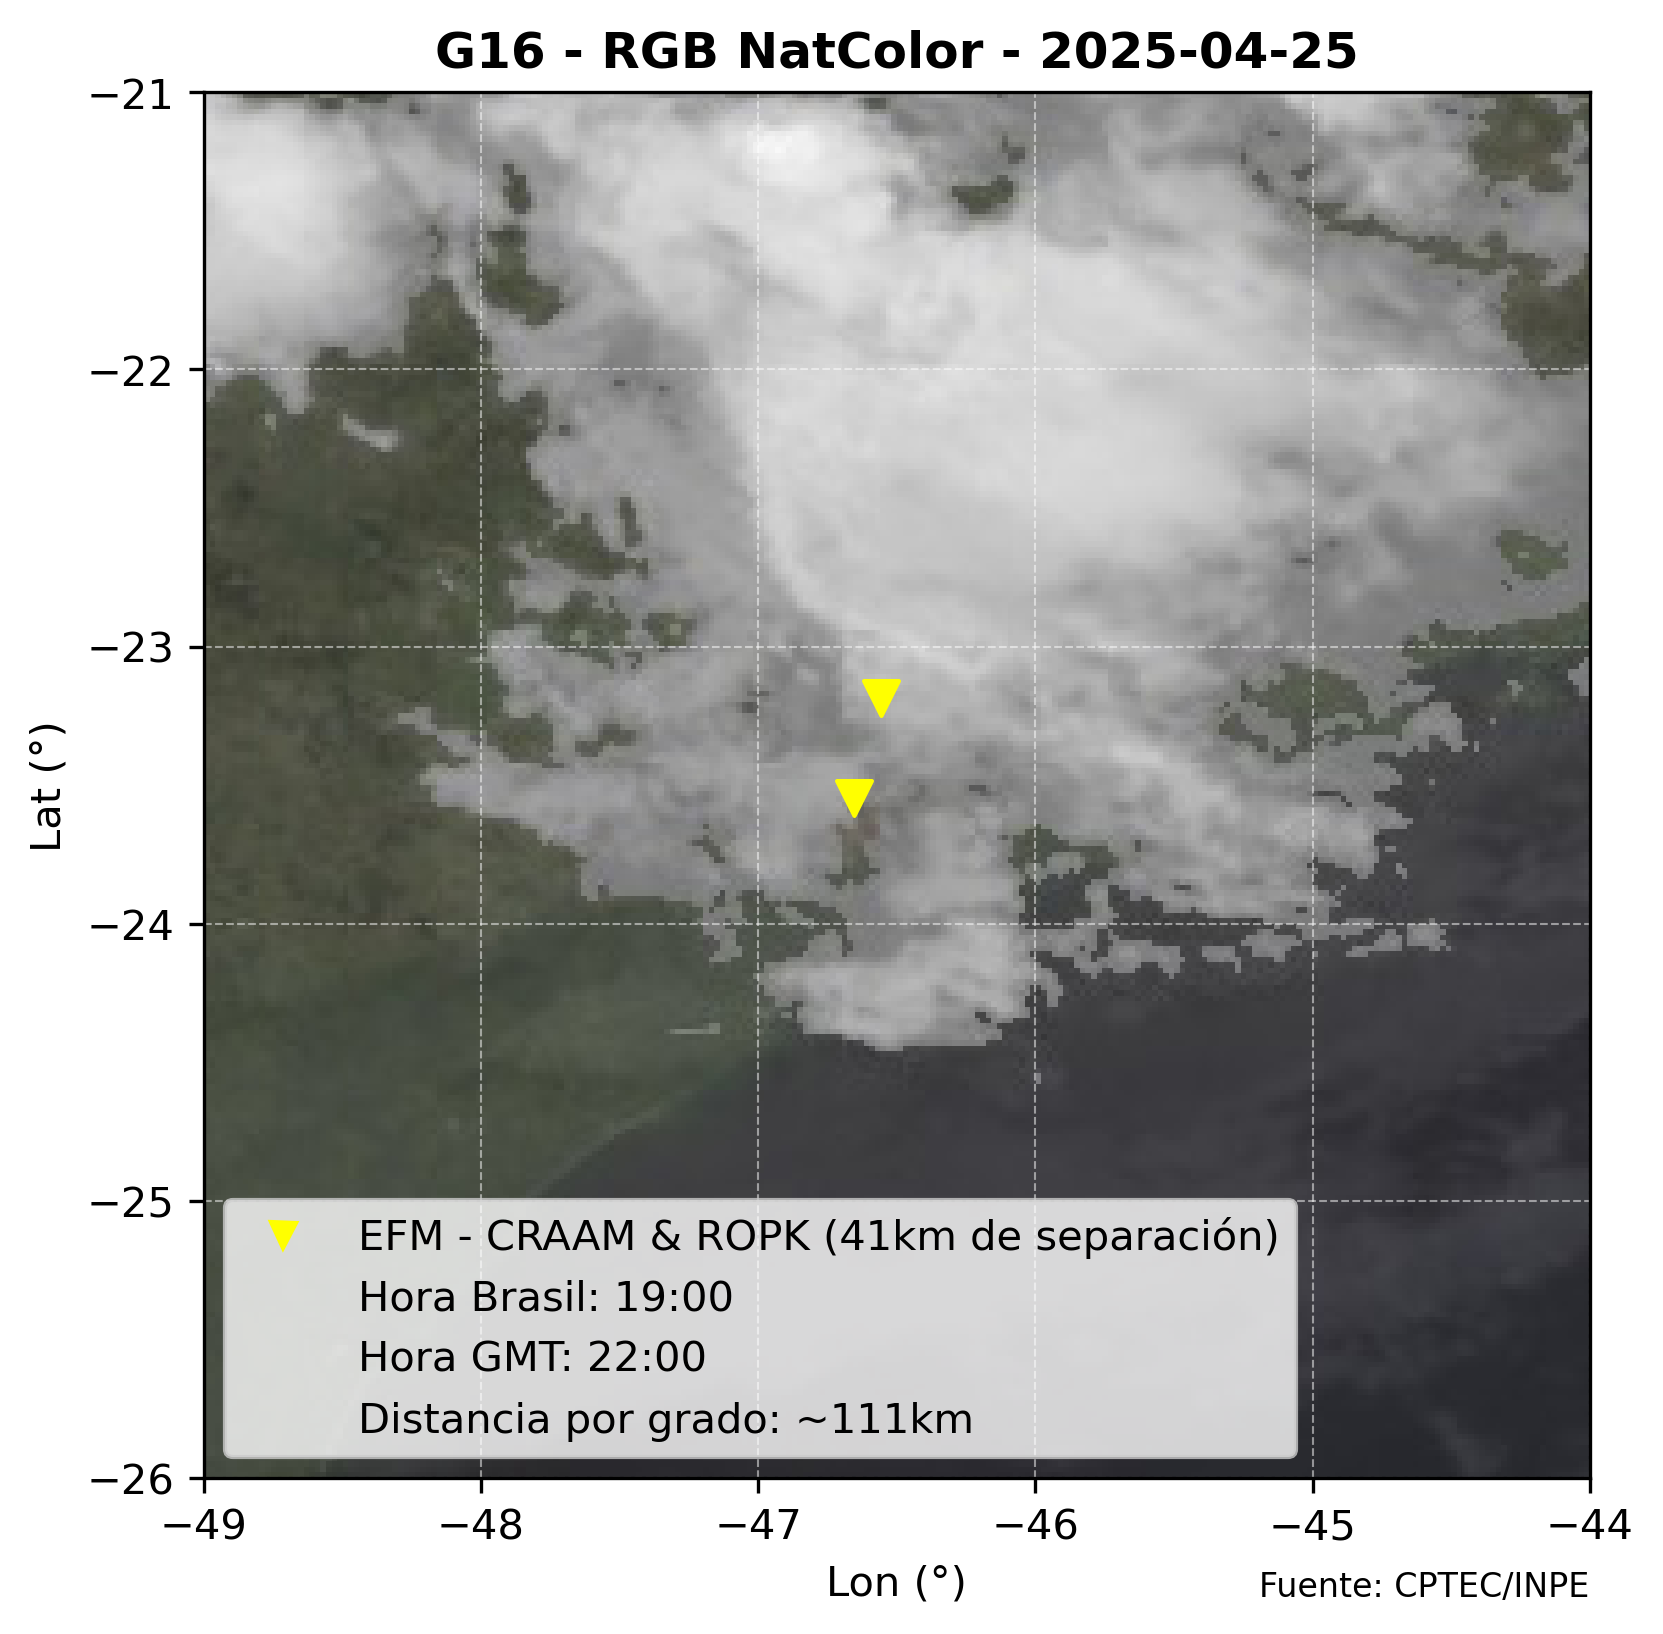 G16 - RGB NatColor - 2025-04-25
−21
−22
−23
−24
−25
−26
Lat (°)
EFM - CRAAM & ROPK (41km de separación)
Hora Brasil: 19:00
Hora GMT: 22:00
Distancia por grado: ~111km
−49 −48 −47 −46 −45 −44
Lon (°)
Fuente: CPTEC/INPE